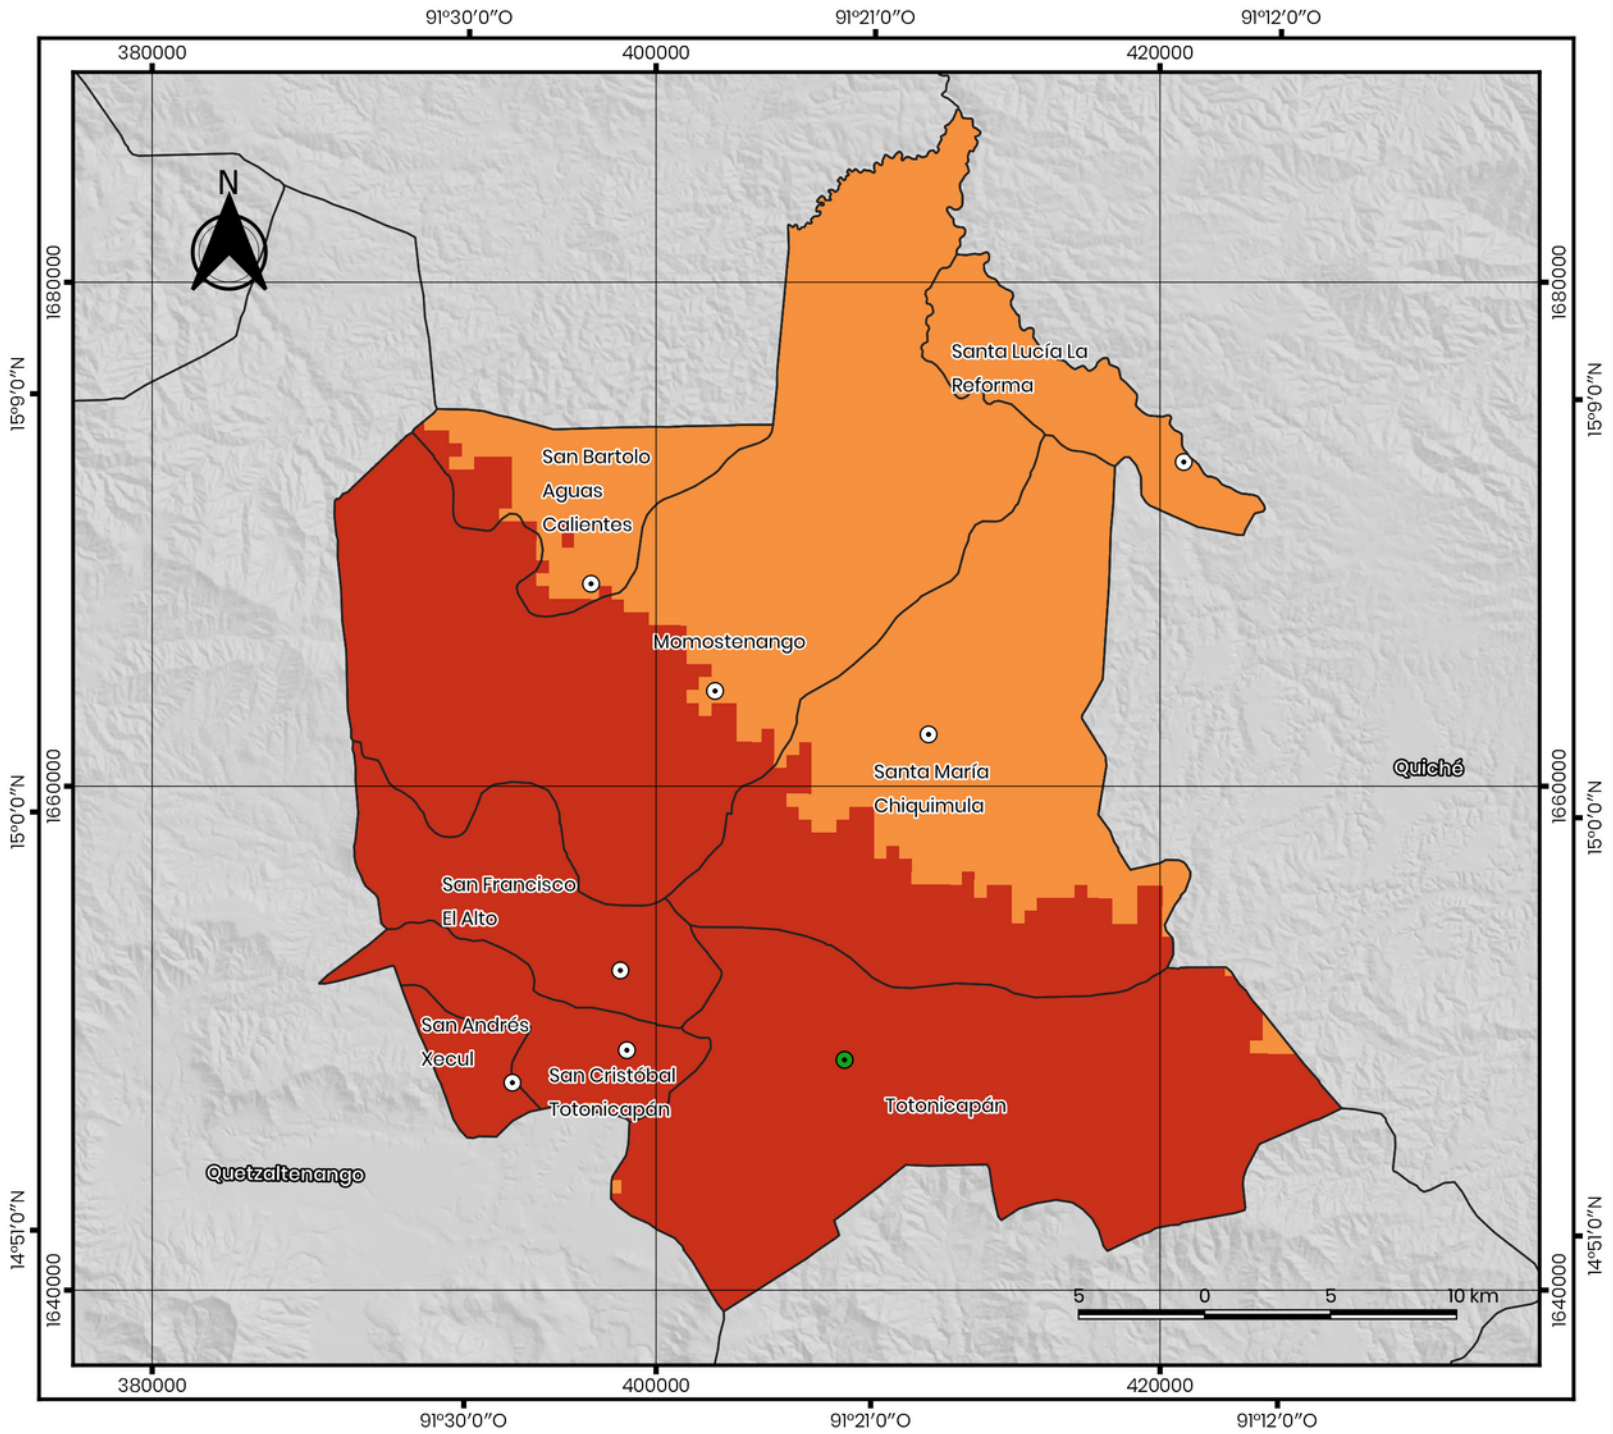 91°30'0"O 91°21'0"O 91°12'0"O
380000 400000 420000
N
1680000 1680000
Santa Lucía La
Reforma
15°9'0"N 15°9'0"N
San Bartolo
Aguas
Calientes
Momostenango
Quiché
Santa María
Chiquimula
1660000 1660000
15°0'0"N 15°0'0"N
San Francisco
El Alto
San Andrés
Xecul
San Cristóbal
Totonicapán
Totonicapán
Quetzaltenango
14°51'0"N 14°51'0"N
1640000 1640000
5 0 5 10 km
380000 400000 420000
91°30'0"O 91°21'0"O 91°12'0"O